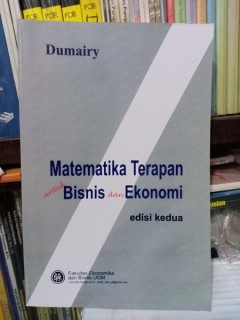 Dumairy
Matematika Terapan
untuk Bisnis dan Ekonomi
edisi kedua
Fakultas Ekonomika
dan Bisnis UGM